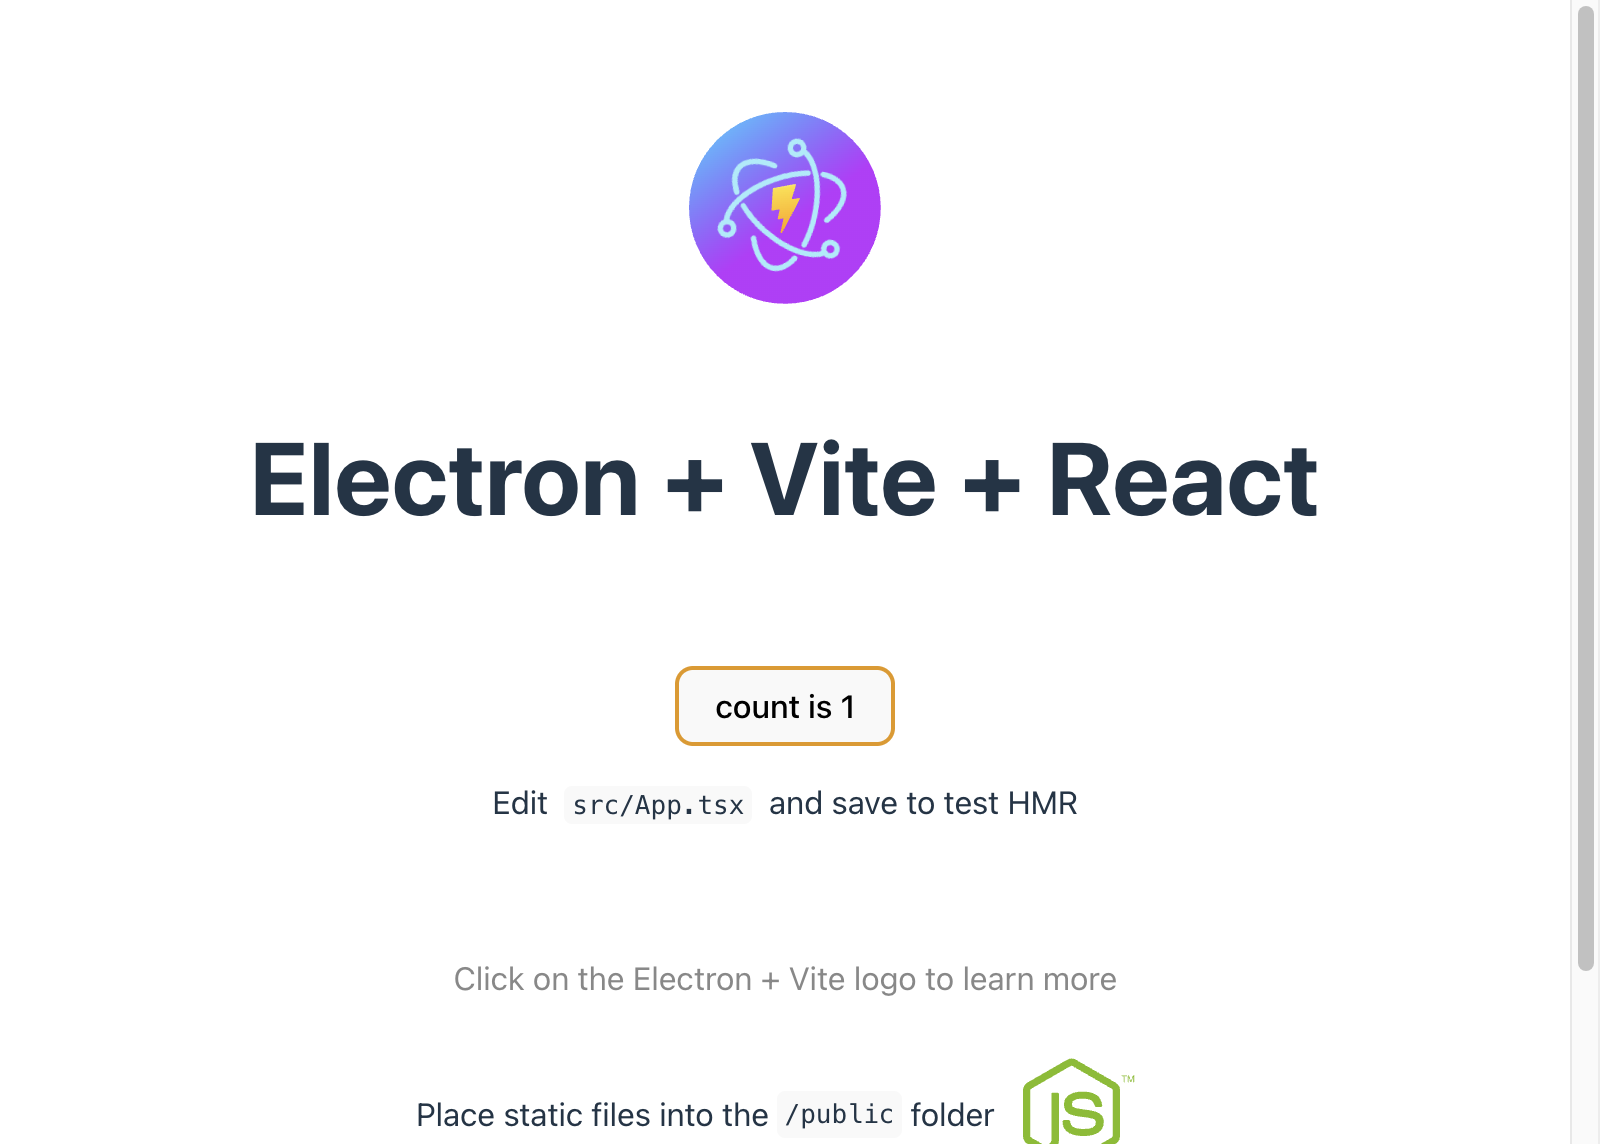 Electron + Vite + React
count is 1
Edit src/App.tsx and save to test HMR
Click on the Electron + Vite logo to learn more
Place static files into the /public folder
JS TM